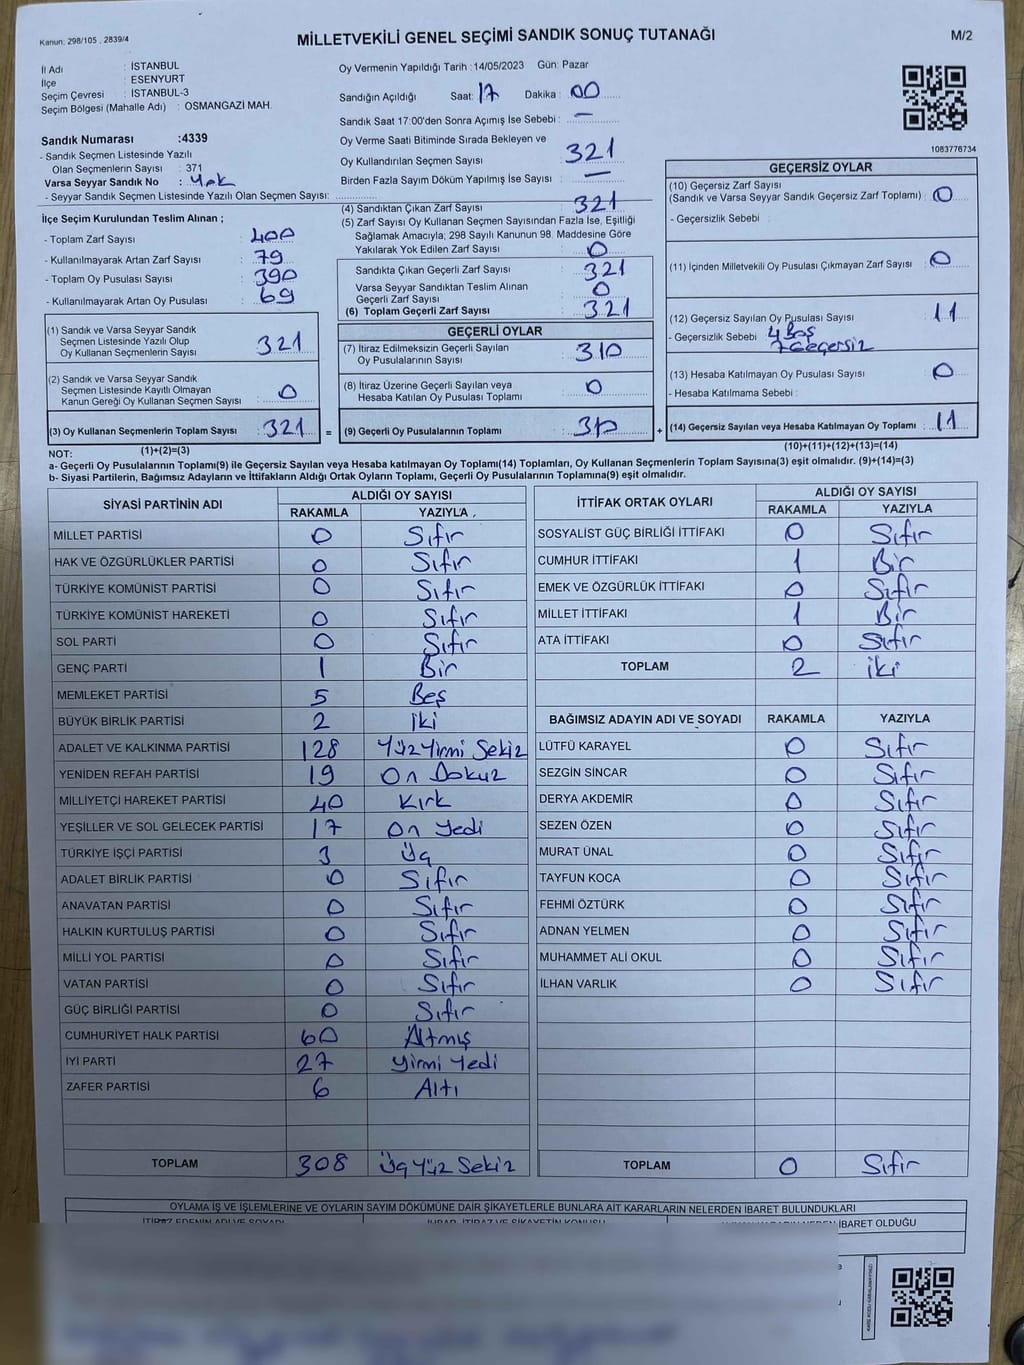 Kanun: 298/105 , 2839/4
MİLLETVEKİLİ GENEL SEÇİMİ SANDIK SONUÇ TUTANAĞI
M/2
İl Adı : İSTANBUL
İlçe : ESENYURT
Seçim Çevresi : İSTANBUL-3
Seçim Bölgesi (Mahalle Adı) : OSMANGAZİ MAH.
Sandık Numarası :4339
- Sandık Seçmen Listesinde Yazılı
Olan Seçmenlerin Sayısı : 371
Varsa Seyyar Sandık No : Yok
- Seyyar Sandık Seçmen Listesinde Yazılı Olan Seçmen Sayısı:
Oy Vermenin Yapıldığı Tarih :14/05/2023 Gün: Pazar
Sandığın Açıldığı Saat: 17 Dakika : 00
Sandık Saat 17:00'den Sonra Açımış İse Sebebi : —
Oy Verme Saati Bitiminde Sırada Bekleyen ve
Oy Kullandırılan Seçmen Sayısı : 321
Birden Fazla Sayım Döküm Yapılmış İse Sayısı : —
1083776734
İlçe Seçim Kurulundan Teslim Alınan ;
- Toplam Zarf Sayısı : 400
- Kullanılmayarak Artan Zarf Sayısı : 79
- Toplam Oy Pusulası Sayısı : 390
- Kullanılmayarak Artan Oy Pusulası : 69
(4) Sandıktan Çıkan Zarf Sayısı : 321
(5) Zarf Sayısı Oy Kullanan Seçmen Sayısından Fazla İse, Eşitliği
Sağlamak Amacıyla; 298 Sayılı Kanunun 98. Maddesine Göre
Yakılarak Yok Edilen Zarf Sayısı : 0
Sandıkta Çıkan Geçerli Zarf Sayısı : 321
Varsa Seyyar Sandıktan Teslim Alınan
Geçerli Zarf Sayısı : 0
(6) Toplam Geçerli Zarf Sayısı : 321
GEÇERSİZ OYLAR
(10) Geçersiz Zarf Sayısı
(Sandık ve Varsa Seyyar Sandık Geçersiz Zarf Toplamı) : 0
- Geçersizlik Sebebi :
(11) İçinden Milletvekili Oy Pusulası Çıkmayan Zarf Sayısı : 0
(12) Geçersiz Sayılan Oy Pusulası Sayısı : 11
- Geçersizlik Sebebi : 4 Boş
7 Geçersiz
(13) Hesaba Katılmayan Oy Pusulası Sayısı : 0
- Hesaba Katılmama Sebebi :
(14) Geçersiz Sayılan veya Hesaba Katılmayan Oy Toplamı : 11
(10)+(11)+(12)+(13)=(14)
(1) Sandık ve Varsa Seyyar Sandık
Seçmen Listesinde Yazılı Olup
Oy Kullanan Seçmenlerin Sayısı : 321
(2) Sandık ve Varsa Seyyar Sandık
Seçmen Listesinde Kayıtlı Olmayan
Kanun Gereği Oy Kullanan Seçmen Sayısı : 0
(3) Oy Kullanan Seçmenlerin Toplam Sayısı : 321 =
(1)+(2)=(3)
GEÇERLİ OYLAR
(7) İtiraz Edilmeksizin Geçerli Sayılan
Oy Pusulalarının Sayısı : 310
(8) İtiraz Üzerine Geçerli Sayılan veya
Hesaba Katılan Oy Pusulası Toplamı : 0
(9) Geçerli Oy Pusulalarının Toplamı : 310 +
NOT:
a- Geçerli Oy Pusulalarının Toplamı(9) ile Geçersiz Sayılan veya Hesaba katılmayan Oy Toplamı(14) Toplamları, Oy Kullanan Seçmenlerin Toplam Sayısına(3) eşit olmalıdır. (9)+(14)=(3)
b- Siyasi Partilerin, Bağımsız Adayların ve İttifakların Aldığı Ortak Oyların Toplamı, Geçerli Oy Pusulalarının Toplamına(9) eşit olmalıdır.
SİYASİ PARTİNİN ADI ALDIĞI OY SAYISI
RAKAMLA YAZIYLA
MİLLET PARTİSİ 0 Sıfır
HAK VE ÖZGÜRLÜKLER PARTİSİ 0 Sıfır
TÜRKİYE KOMÜNİST PARTİSİ 0 Sıfır
TÜRKİYE KOMÜNİST HAREKETİ 0 Sıfır
SOL PARTİ 0 Sıfır
GENÇ PARTİ 1 Bir
MEMLEKET PARTİSİ 5 Beş
BÜYÜK BİRLİK PARTİSİ 2 İki
ADALET VE KALKINMA PARTİSİ 128 Yüz Yirmi Sekiz
YENİDEN REFAH PARTİSİ 19 On Dokuz
MİLLİYETÇİ HAREKET PARTİSİ 40 Kırk
YEŞİLLER VE SOL GELECEK PARTİSİ 17 On Yedi
TÜRKİYE İŞÇİ PARTİSİ 3 Üç
ADALET BİRLİK PARTİSİ 0 Sıfır
ANAVATAN PARTİSİ 0 Sıfır
HALKIN KURTULUŞ PARTİSİ 0 Sıfır
MİLLİ YOL PARTİSİ 0 Sıfır
VATAN PARTİSİ 0 Sıfır
GÜÇ BİRLİĞİ PARTİSİ 0 Sıfır
CUMHURİYET HALK PARTİSİ 60 Altmış
İYİ PARTİ 27 Yirmi Yedi
ZAFER PARTİSİ 6 Altı
TOPLAM 308 Üç Yüz Sekiz
İTTİFAK ORTAK OYLARI ALDIĞI OY SAYISI
RAKAMLA YAZIYLA
SOSYALİST GÜÇ BİRLİĞİ İTTİFAKI 0 Sıfır
CUMHUR İTTİFAKI 1 Bir
EMEK VE ÖZGÜRLÜK İTTİFAKI 0 Sıfır
MİLLET İTTİFAKI 1 Bir
ATA İTTİFAKI 0 Sıfır
TOPLAM 2 İki
BAĞIMSIZ ADAYIN ADI VE SOYADI RAKAMLA YAZIYLA
LÜTFÜ KARAYEL 0 Sıfır
SEZGİN SİNCAR 0 Sıfır
DERYA AKDEMİR 0 Sıfır
SEZEN ÖZEN 0 Sıfır
MURAT ÜNAL 0 Sıfır
TAYFUN KOCA 0 Sıfır
FEHMİ ÖZTÜRK 0 Sıfır
ADNAN YELMEN 0 Sıfır
MUHAMMET ALİ OKUL 0 Sıfır
İLHAN VARLIK 0 Sıfır
TOPLAM 0 Sıfır
OYLAMA İŞ VE İŞLEMLERİNE VE OYLARIN SAYIM DÖKÜMÜNE DAİR ŞİKAYETLERLE BUNLARA AİT KARARLARIN NELERDEN İBARET BULUNDUKLARI
İBARET OLDUĞU